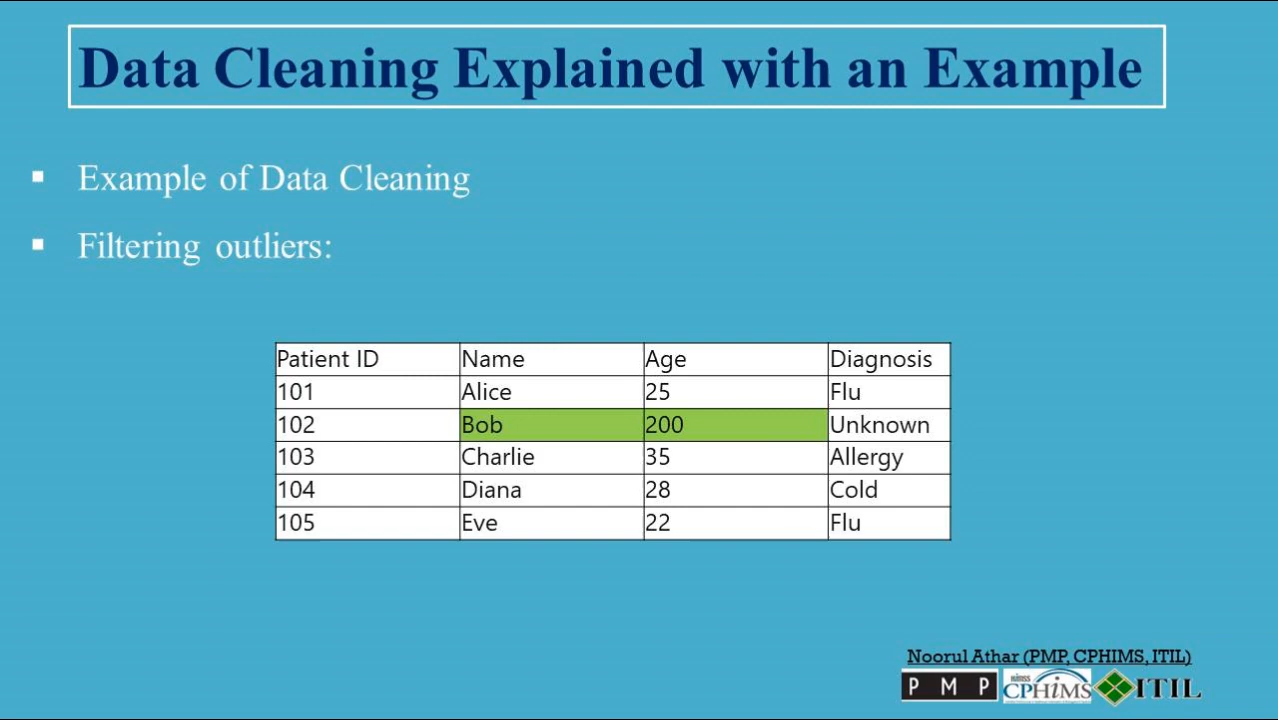 Data Cleaning Explained with an Example
▪ Example of Data Cleaning
▪ Filtering outliers:
Patient ID Name Age Diagnosis
101 Alice 25 Flu
102 Bob 200 Unknown
103 Charlie 35 Allergy
104 Diana 28 Cold
105 Eve 22 Flu
Noorul Athar (PMP, CPHIMS, ITIL)
PMP himss CPHiMS ITIL